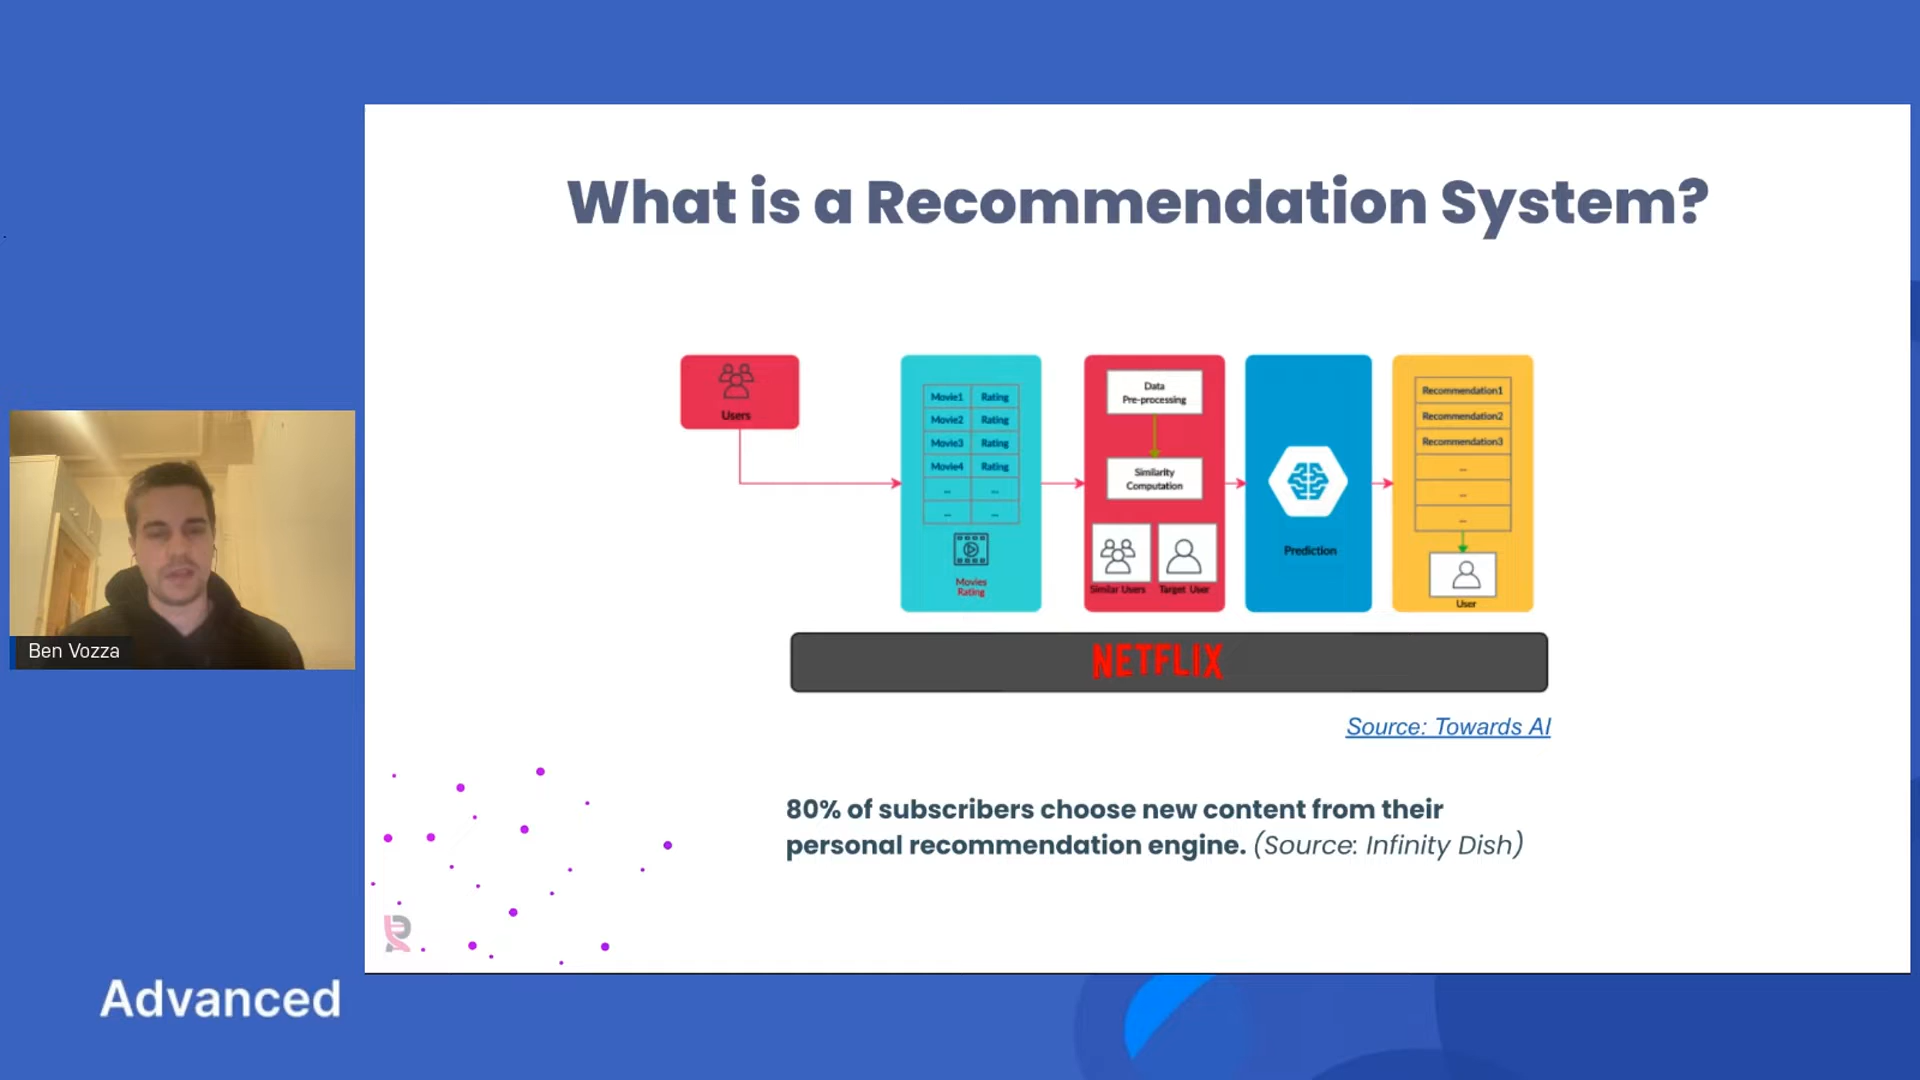 What is a Recommendation System?
Users
Movie1 Rating
Movie2 Rating
Movie3 Rating
Movie4 Rating
... ...
... ...
Movies
Rating
Data
Pre-processing
Similarity
Computation
Similar Users
Target User
Prediction
Recommendation1
Recommendation2
Recommendation3
...
...
...
User
NETFLIX
Source: Towards AI
80% of subscribers choose new content from their
personal recommendation engine. (Source: Infinity Dish)
Ben Vozza
Advanced